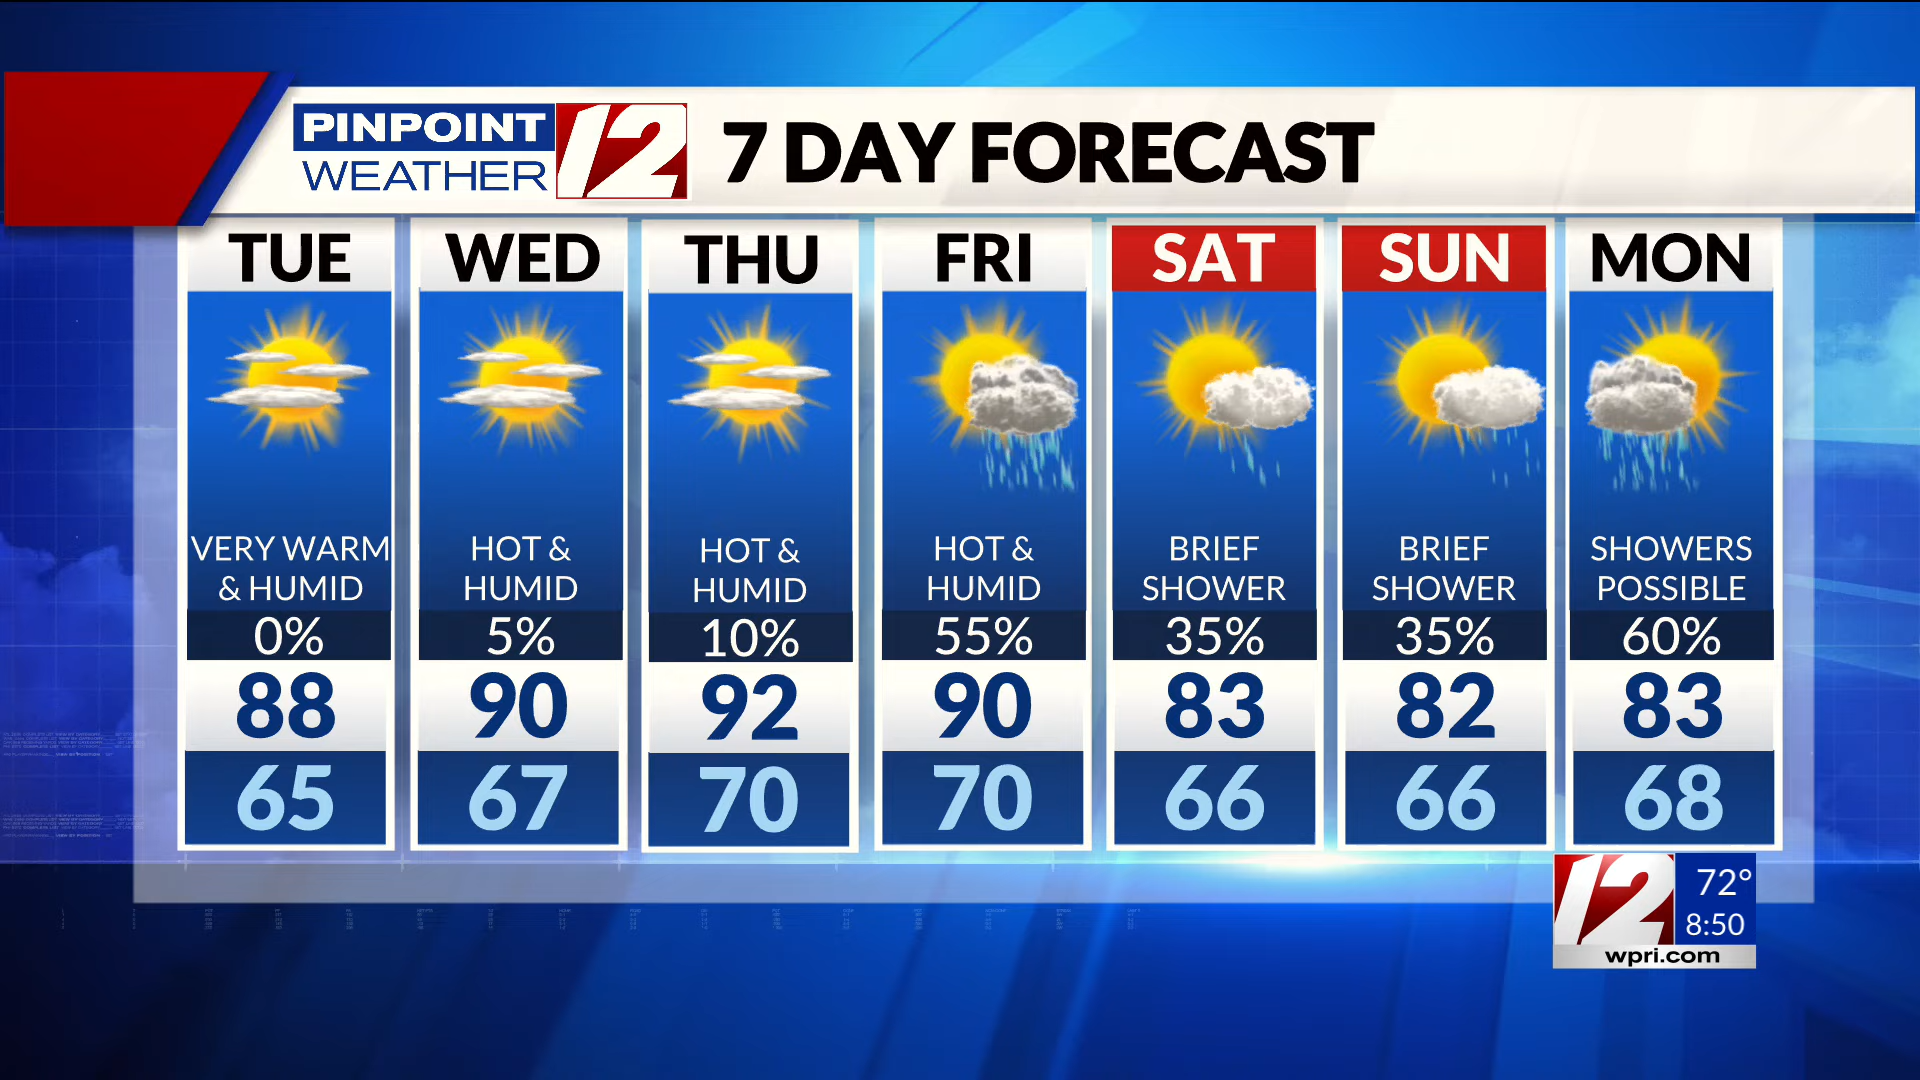 PINPOINT
WEATHER
12
7 DAY FORECAST
TUE
VERY WARM
& HUMID
0%
88
65
WED
HOT &
HUMID
5%
90
67
THU
HOT &
HUMID
10%
92
70
FRI
HOT &
HUMID
55%
90
70
SAT
BRIEF
SHOWER
35%
83
66
SUN
BRIEF
SHOWER
35%
82
66
MON
SHOWERS
POSSIBLE
60%
83
68
12
72°
8:50
wpri.com